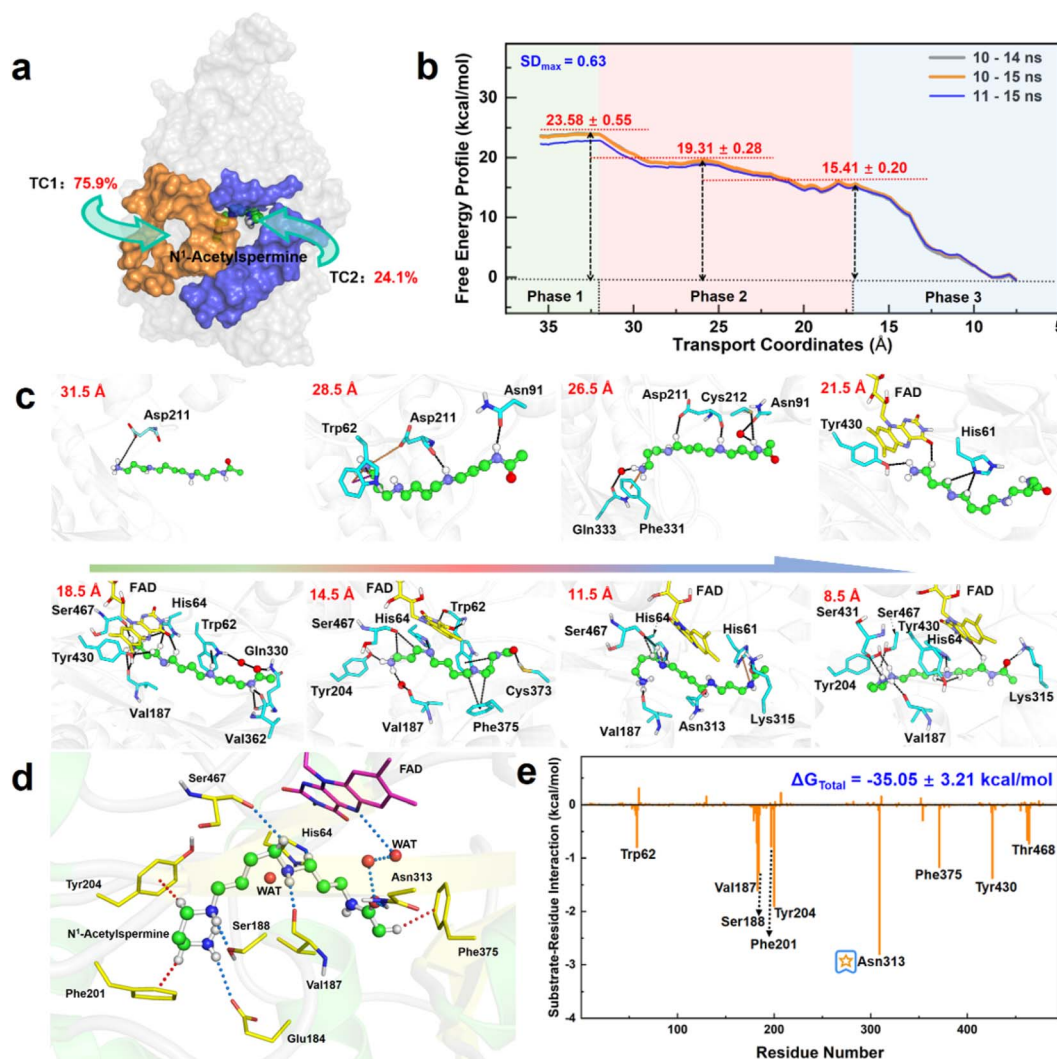 a
TC1: 75.9%
N¹-Acetylspermine
TC2: 24.1%
b
SDmax = 0.63
10 - 14 ns
10 - 15 ns
11 - 15 ns
23.58 ± 0.55
19.31 ± 0.28
15.41 ± 0.20
Free Energy Profile (kcal/mol)
30
20
10
0
Phase 1
Phase 2
Phase 3
35
30
25
20
15
10
5
Transport Coordinates (Å)
c
31.5 Å
Asp211
28.5 Å
Asn91
Asp211
Trp62
26.5 Å
Asp211
Cys212
Asn91
Gln333
Phe331
21.5 Å
FAD
Tyr430
His61
18.5 Å
FAD
Ser467
His64
Trp62
Tyr430
Gln330
Val187
Val362
14.5 Å
FAD
Ser467
His64
Trp62
Tyr204
Cys373
Val187
Phe375
11.5 Å
FAD
Ser467
His64
His61
Val187
Asn313
Lys315
8.5 Å
FAD
Ser431
Ser467
Tyr430
His64
Tyr204
Lys315
Val187
d
Ser467
FAD
His64
WAT
Asn313
WAT
Tyr204
N¹-Acetylspermine
Ser188
Phe375
Val187
Phe201
Glu184
e
ΔGTotal = -35.05 ± 3.21 kcal/mol
Substrate-Residue Interaction (kcal/mol)
0
-1
-2
-3
-4
Trp62
Val187
Ser188
Tyr204
Phe201
Asn313
Phe375
Tyr430
Thr468
100
200
300
400
Residue Number